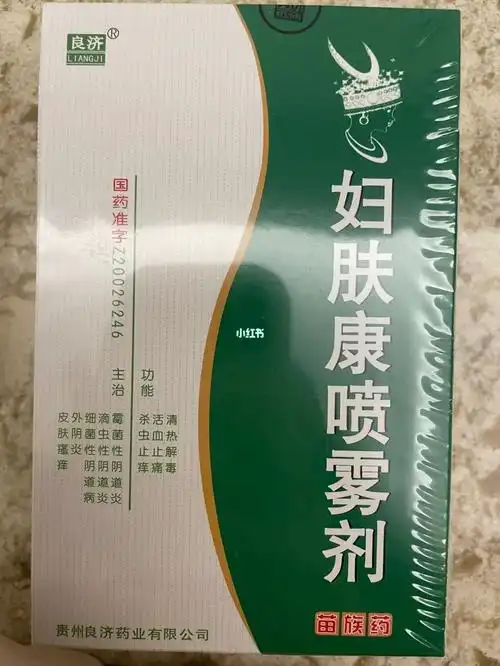 良济®
LIANGJI
妇肤康喷雾剂
苗族药
国药准字Z20026246
功能
主治
清热解毒
活血止痛
杀虫止痒
霉菌性阴道炎
滴虫性阴道炎
细菌性阴道病
外阴炎
皮肤瘙痒
小红书
贵州良济药业有限公司